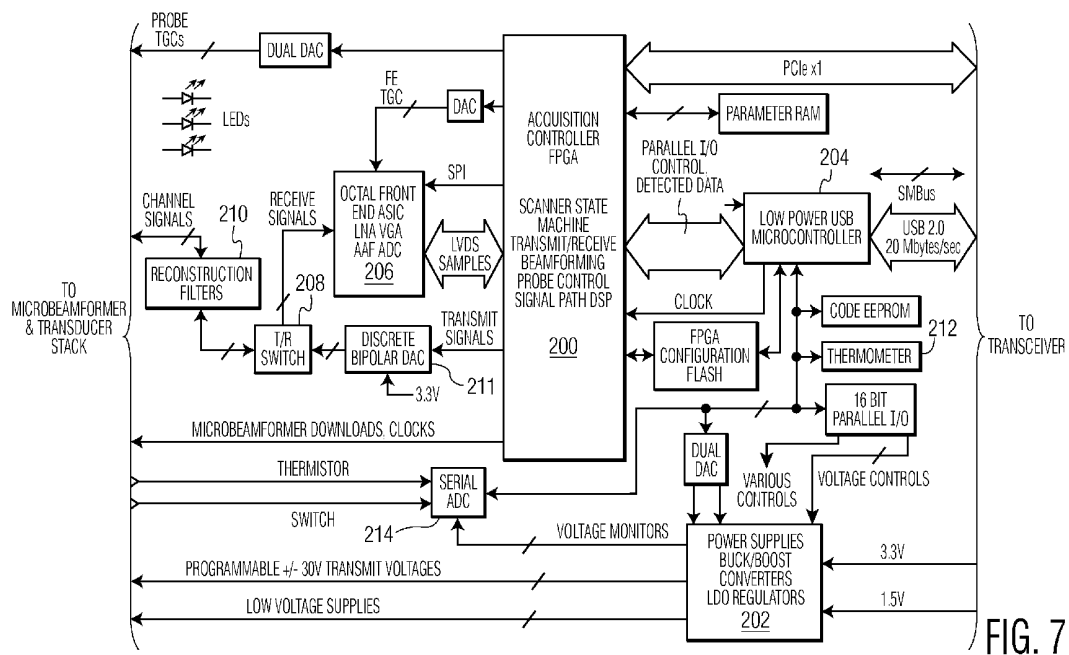 PROBE
TGCs
DUAL DAC
LEDs
FE
TGC
DAC
SPI
CHANNEL
SIGNALS
210
RECEIVE
SIGNALS
OCTAL FRONT
END ASIC
LNA VGA
AAF ADC
206
LVDS
SAMPLES
RECONSTRUCTION
FILTERS
208
T/R
SWITCH
DISCRETE
BIPOLAR DAC
TRANSMIT
SIGNALS
211
3.3V
TO
MICROBEAMFORMER
& TRANSDUCER
STACK
ACQUISITION
CONTROLLER
FPGA
SCANNER STATE
MACHINE
TRANSMIT/RECEIVE
BEAMFORMING
PROBE CONTROL
SIGNAL PATH DSP
200
PCIe x1
PARAMETER RAM
PARALLEL I/O
CONTROL,
DETECTED DATA
204
LOW POWER USB
MICROCONTROLLER
SMBus
USB 2.0
20 Mbytes/sec
CLOCK
FPGA
CONFIGURATION
FLASH
CODE EEPROM
THERMOMETER
212
TO
TRANSCEIVER
16 BIT
PARALLEL I/O
DUAL
DAC
VARIOUS
CONTROLS
VOLTAGE CONTROLS
MICROBEAMFORMER DOWNLOADS, CLOCKS
THERMISTOR
SWITCH
SERIAL
ADC
214
VOLTAGE MONITORS
POWER SUPPLIES
BUCK/BOOST
CONVERTERS
LDO REGULATORS
202
3.3V
1.5V
PROGRAMMABLE +/- 30V TRANSMIT VOLTAGES
LOW VOLTAGE SUPPLIES
FIG. 7